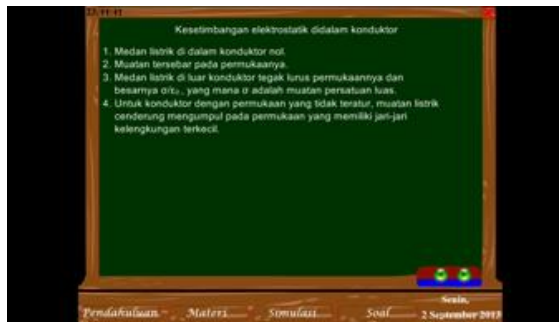 Kesetimbangan elektrostatik didalam konduktor
1. Medan listrik di dalam konduktor nol.
2. Muatan tersebar pada permukaanya.
3. Medan listrik di luar konduktor tegak lurus permukaannya dan
besarnya σ/ε₀ , yang mana σ adalah muatan persatuan luas.
4. Untuk konduktor dengan permukaan yang tidak teratur, muatan listrik
cenderung mengumpul pada permukaan yang memiliki jari-jari
kelengkungan terkecil.
Senin,
Pendahuluan Materi Simulasi Soal 2 September 2013